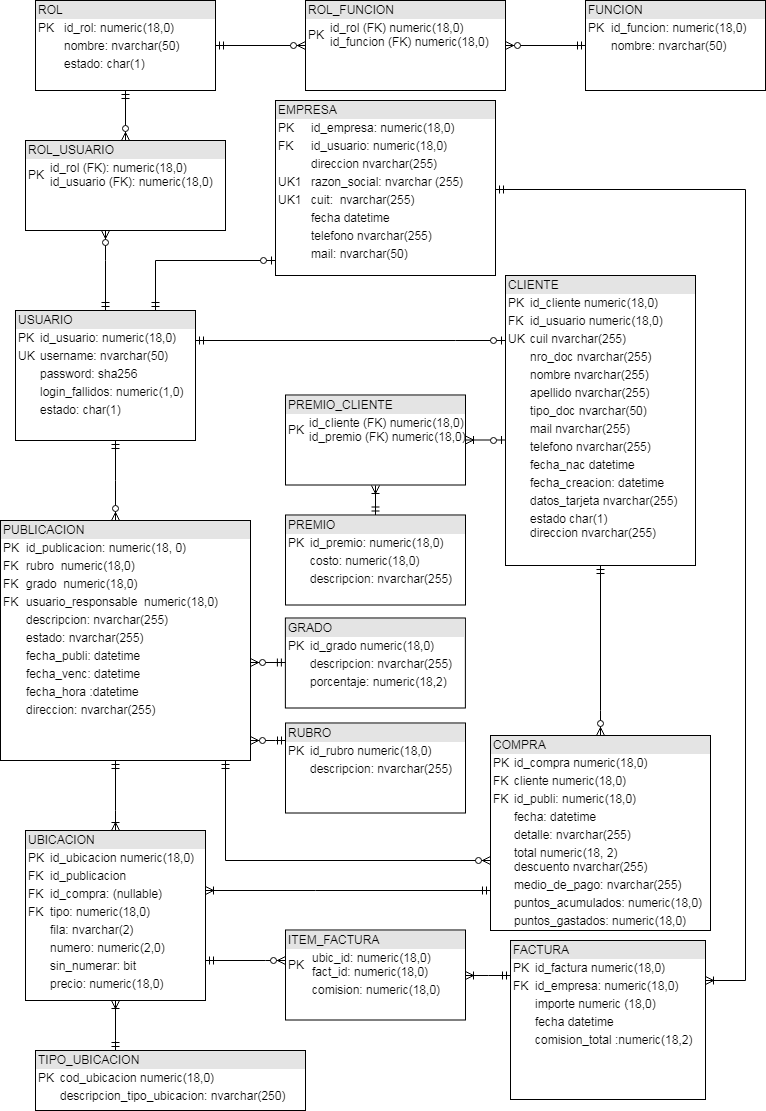 ROL
PK id_rol: numeric(18,0)
nombre: nvarchar(50)
estado: char(1)
ROL_FUNCION
PK id_rol (FK) numeric(18,0)
id_funcion (FK) numeric(18,0)
FUNCION
PK id_funcion: numeric(18,0)
nombre: nvarchar(50)
EMPRESA
PK id_empresa: numeric(18,0)
FK id_usuario: numeric(18,0)
direccion nvarchar(255)
UK1 razon_social: nvarchar (255)
UK1 cuit: nvarchar(255)
fecha datetime
telefono nvarchar(255)
mail: nvarchar(50)
ROL_USUARIO
PK id_rol (FK): numeric(18,0)
id_usuario (FK): numeric(18,0)
CLIENTE
PK id_cliente numeric(18,0)
FK id_usuario numeric(18,0)
UK cuil nvarchar(255)
nro_doc nvarchar(255)
nombre nvarchar(255)
apellido nvarchar(255)
tipo_doc nvarchar(50)
mail nvarchar(255)
telefono nvarchar(255)
fecha_nac datetime
fecha_creacion: datetime
datos_tarjeta nvarchar(255)
estado char(1)
direccion nvarchar(255)
USUARIO
PK id_usuario: numeric(18,0)
UK username: nvarchar(50)
password: sha256
login_fallidos: numeric(1,0)
estado: char(1)
PREMIO_CLIENTE
PK id_cliente (FK) numeric(18,0)
id_premio (FK) numeric(18,0)
PREMIO
PK id_premio: numeric(18,0)
costo: numeric(18,0)
descripcion: nvarchar(255)
PUBLICACION
PK id_publicacion: numeric(18, 0)
FK rubro numeric(18,0)
FK grado numeric(18,0)
FK usuario_responsable numeric(18,0)
descripcion: nvarchar(255)
estado: nvarchar(255)
fecha_publi: datetime
fecha_venc: datetime
fecha_hora :datetime
direccion: nvarchar(255)
GRADO
PK id_grado numeric(18,0)
descripcion: nvarchar(255)
porcentaje: numeric(18,2)
RUBRO
PK id_rubro numeric(18,0)
descripcion: nvarchar(255)
COMPRA
PK id_compra numeric(18,0)
FK cliente numeric(18,0)
FK id_publi: numeric(18,0)
fecha: datetime
detalle: nvarchar(255)
total numeric(18, 2)
descuento nvarchar(255)
medio_de_pago: nvarchar(255)
puntos_acumulados: numeric(18,0)
puntos_gastados: numeric(18,0)
UBICACION
PK id_ubicacion numeric(18,0)
FK id_publicacion
FK id_compra: (nullable)
FK tipo: numeric(18,0)
fila: nvarchar(2)
numero: numeric(2,0)
sin_numerar: bit
precio: numeric(18,0)
ITEM_FACTURA
PK ubic_id: numeric(18,0)
fact_id: numeric(18,0)
comision: numeric(18,0)
FACTURA
PK id_factura numeric(18,0)
FK id_empresa: numeric(18,0)
importe numeric (18,0)
fecha datetime
comision_total :numeric(18,2)
TIPO_UBICACION
PK cod_ubicacion numeric(18,0)
descripcion_tipo_ubicacion: nvarchar(250)